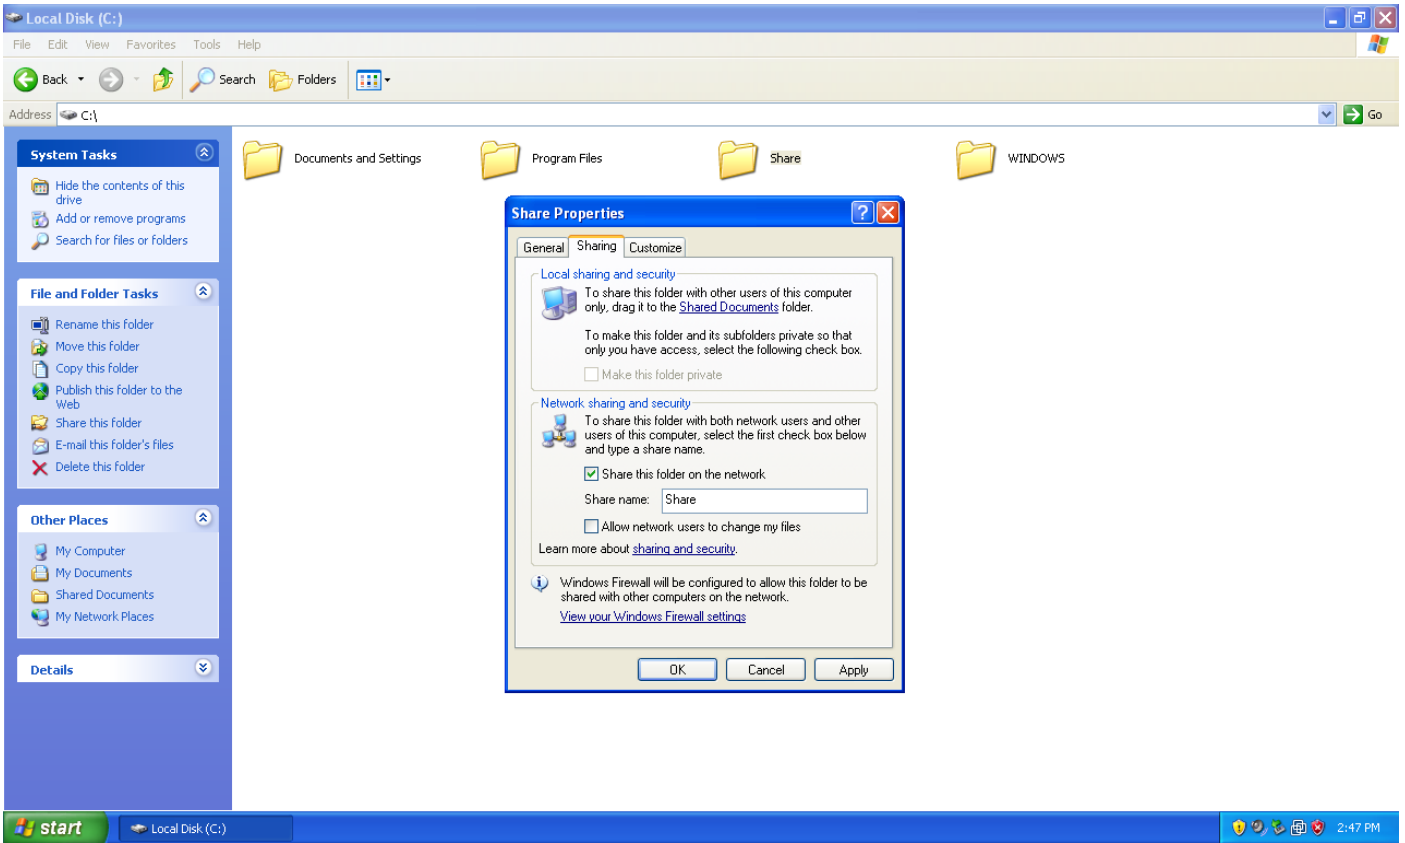 Local Disk (C:)
File Edit View Favorites Tools Help
Back Search Folders
Address C:\ Go
System Tasks
Hide the contents of this
drive
Add or remove programs
Search for files or folders
File and Folder Tasks
Rename this folder
Move this folder
Copy this folder
Publish this folder to the
Web
Share this folder
E-mail this folder's files
Delete this folder
Other Places
My Computer
My Documents
Shared Documents
My Network Places
Details
Documents and Settings Program Files Share WINDOWS
Share Properties
General Sharing Customize
Local sharing and security
To share this folder with other users of this computer
only, drag it to the Shared Documents folder.
To make this folder and its subfolders private so that
only you have access, select the following check box.
Make this folder private
Network sharing and security
To share this folder with both network users and other
users of this computer, select the first check box below
and type a share name.
Share this folder on the network
Share name: Share
Allow network users to change my files
Learn more about sharing and security.
Windows Firewall will be configured to allow this folder to be
shared with other computers on the network.
View your Windows Firewall settings
OK Cancel Apply
start Local Disk (C:) 2:47 PM